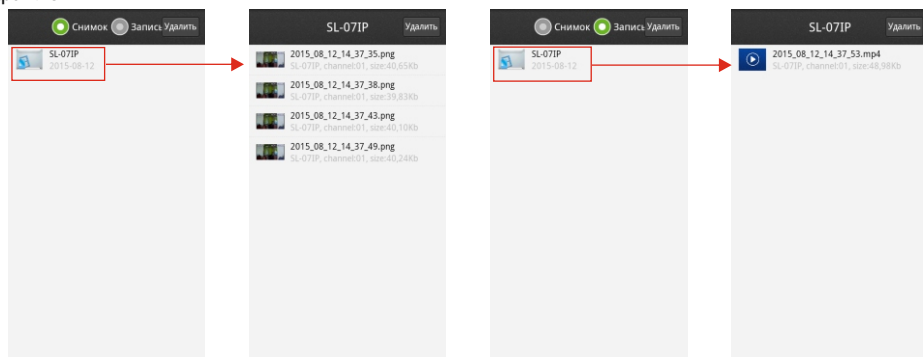 Снимок Запись Удалить
SL-07IP
2015-08-12
SL-07IP Удалить
2015_08_12_14_37_35.png
SL-07IP, channel:01, size:40,65Kb
2015_08_12_14_37_38.png
SL-07IP, channel:01, size:39,83Kb
2015_08_12_14_37_43.png
SL-07IP, channel:01, size:40,10Kb
2015_08_12_14_37_49.png
SL-07IP, channel:01, size:40,24Kb
Снимок Запись Удалить
SL-07IP
2015-08-12
SL-07IP Удалить
2015_08_12_14_37_53.mp4
SL-07IP, channel:01, size:48,98Kb